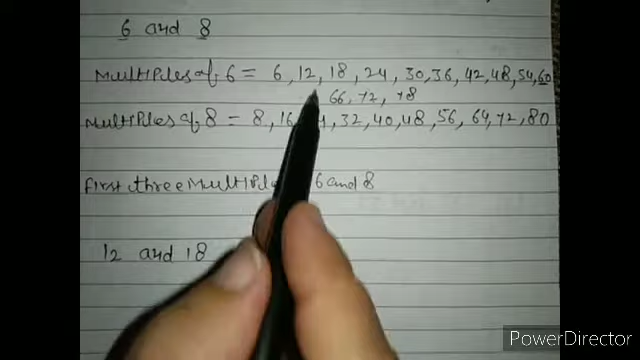 6 and 8
Multiples of 6 = 6, 12, 18, 24, 30, 36, 42, 48, 54, 60
66, 72, 78
Multiples of 8 = 8, 16, 32, 40, 48, 56, 64, 72, 80
First three 6 and 8
12 and 18
PowerDirector